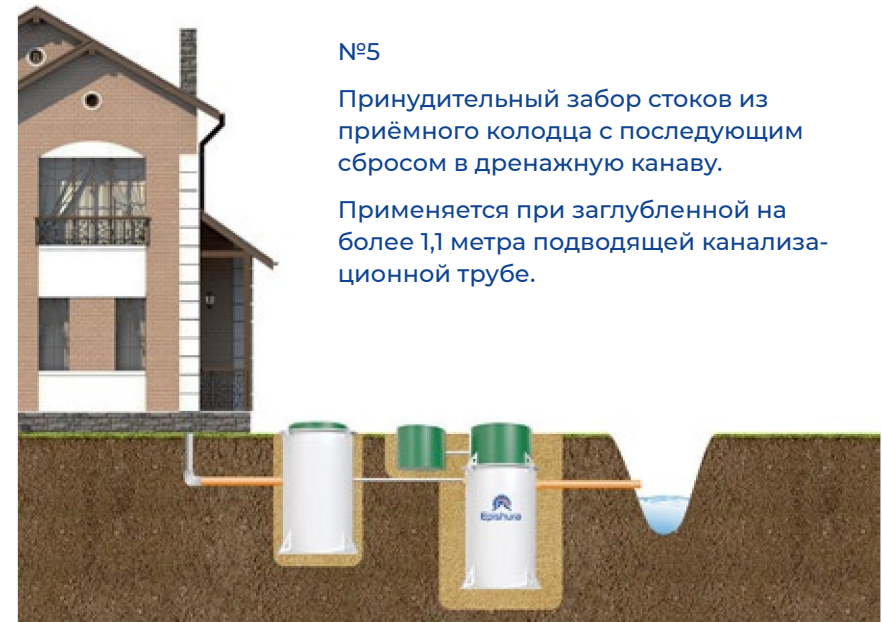 №5
Принудительный забор стоков из
приёмного колодца с последующим
сбросом в дренажную канаву.
Применяется при заглубленной на
более 1,1 метра подводящей канализа-
ционной трубе.
Epishura